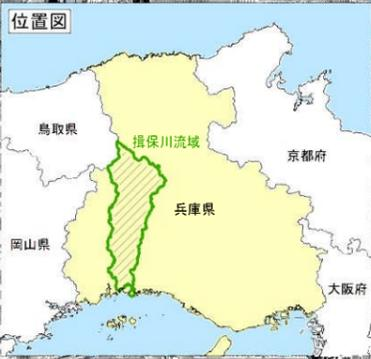 位置図
鳥取県
揖保川流域
京都府
兵庫県
岡山県
大阪府